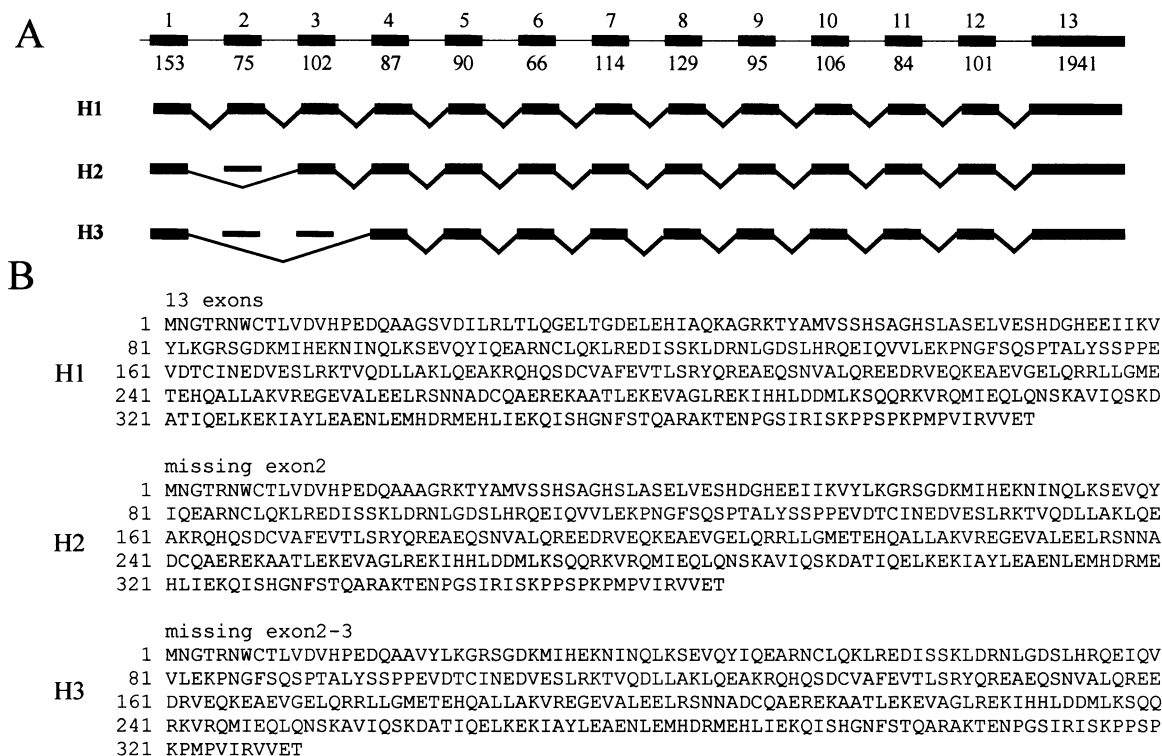 A
1 2 3 4 5 6 7 8 9 10 11 12 13
153 75 102 87 90 66 114 129 95 106 84 101 1941
H1
H2
H3
B
13 exons
1 MNGTRNWCTLVDVHPEDQAAGSVDILRLTLQGELTGDELEHIAQKAGRKTYAMVSSHSAGHSLASELVESHDGHEEIIKV
81 YLKGRSGDKMIHEKNINQLKSEVQYIQEARNCLQKLREDISSKLDRNLGDSLHRQEIQVVLEKPNGFSQSPTALYSSPPE
H1
161 VDTCINEDVESLRKTVQDLLAKLQEAKRQHQSDCVAFEVTLSRYQREAEQSNVALQREEDRVEQKEAEVGELQRRLLGME
241 TEHQALLAKVREGEVALEELRSNNADCQAEREKAATLEKEVAGLREKIHHLDDMLKSQQRKVRQMIEQLQNSKAVIQSKD
321 ATIQELKEKIAYLEAENLEMHDRMEHLIEKQISHGNFSTQARAKTENPGSIRISKPPSPKPMPVIRVVET
missing exon2
1 MNGTRNWCTLVDVHPEDQAAAGRKTYAMVSSHSAGHSLASELVESHDGHEEIIKVYLKGRSGDKMIHEKNINQLKSEVQY
81 IQEARNCLQKLREDISSKLDRNLGDSLHRQEIQVVLEKPNGFSQSPTALYSSPPEVDTCINEDVESLRKTVQDLLAKLQE
H2
161 AKRQHQSDCVAFEVTLSRYQREAEQSNVALQREEDRVEQKEAEVGELQRRLLGMETEHQALLAKVREGEVALEELRSNNA
241 DCQAEREKAATLEKEVAGLREKIHHLDDMLKSQQRKVRQMIEQLQNSKAVIQSKDATIQELKEKIAYLEAENLEMHDRME
321 HLIEKQISHGNFSTQARAKTENPGSIRISKPPSPKPMPVIRVVET
missing exon2-3
1 MNGTRNWCTLVDVHPEDQAAVYLKGRSGDKMIHEKNINQLKSEVQYIQEARNCLQKLREDISSKLDRNLGDSLHRQEIQV
81 VLEKPNGFSQSPTALYSSPPEVDTCINEDVESLRKTVQDLLAKLQEAKRQHQSDCVAFEVTLSRYQREAEQSNVALQREE
H3
161 DRVEQKEAEVGELQRRLLGMETEHQALLAKVREGEVALEELRSNNADCQAEREKAATLEKEVAGLREKIHHLDDMLKSQQ
241 RKVRQMIEQLQNSKAVIQSKDATIQELKEKIAYLEAENLEMHDRMEHLIEKQISHGNFSTQARAKTENPGSIRISKPPSP
321 KPMPVIRVVET